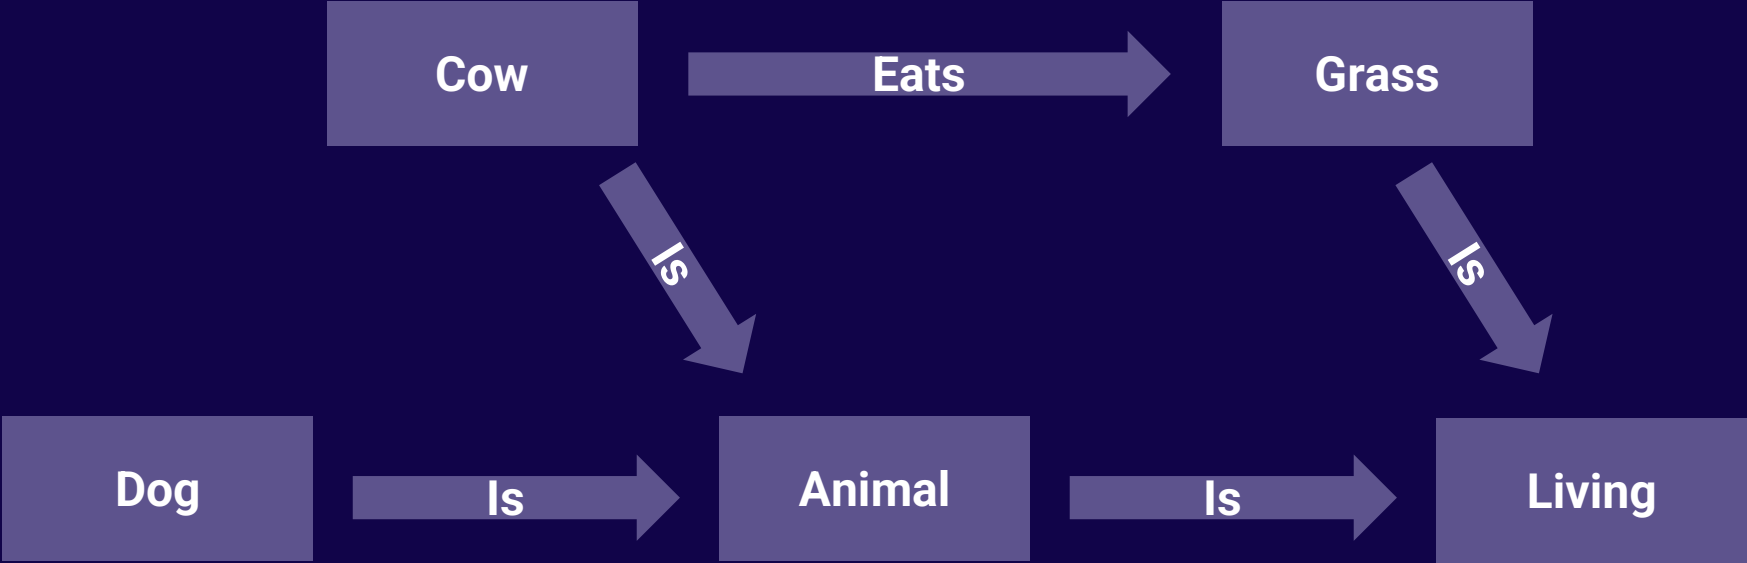 Cow
Eats
Grass
Is
Is
Dog
Is
Animal
Is
Living